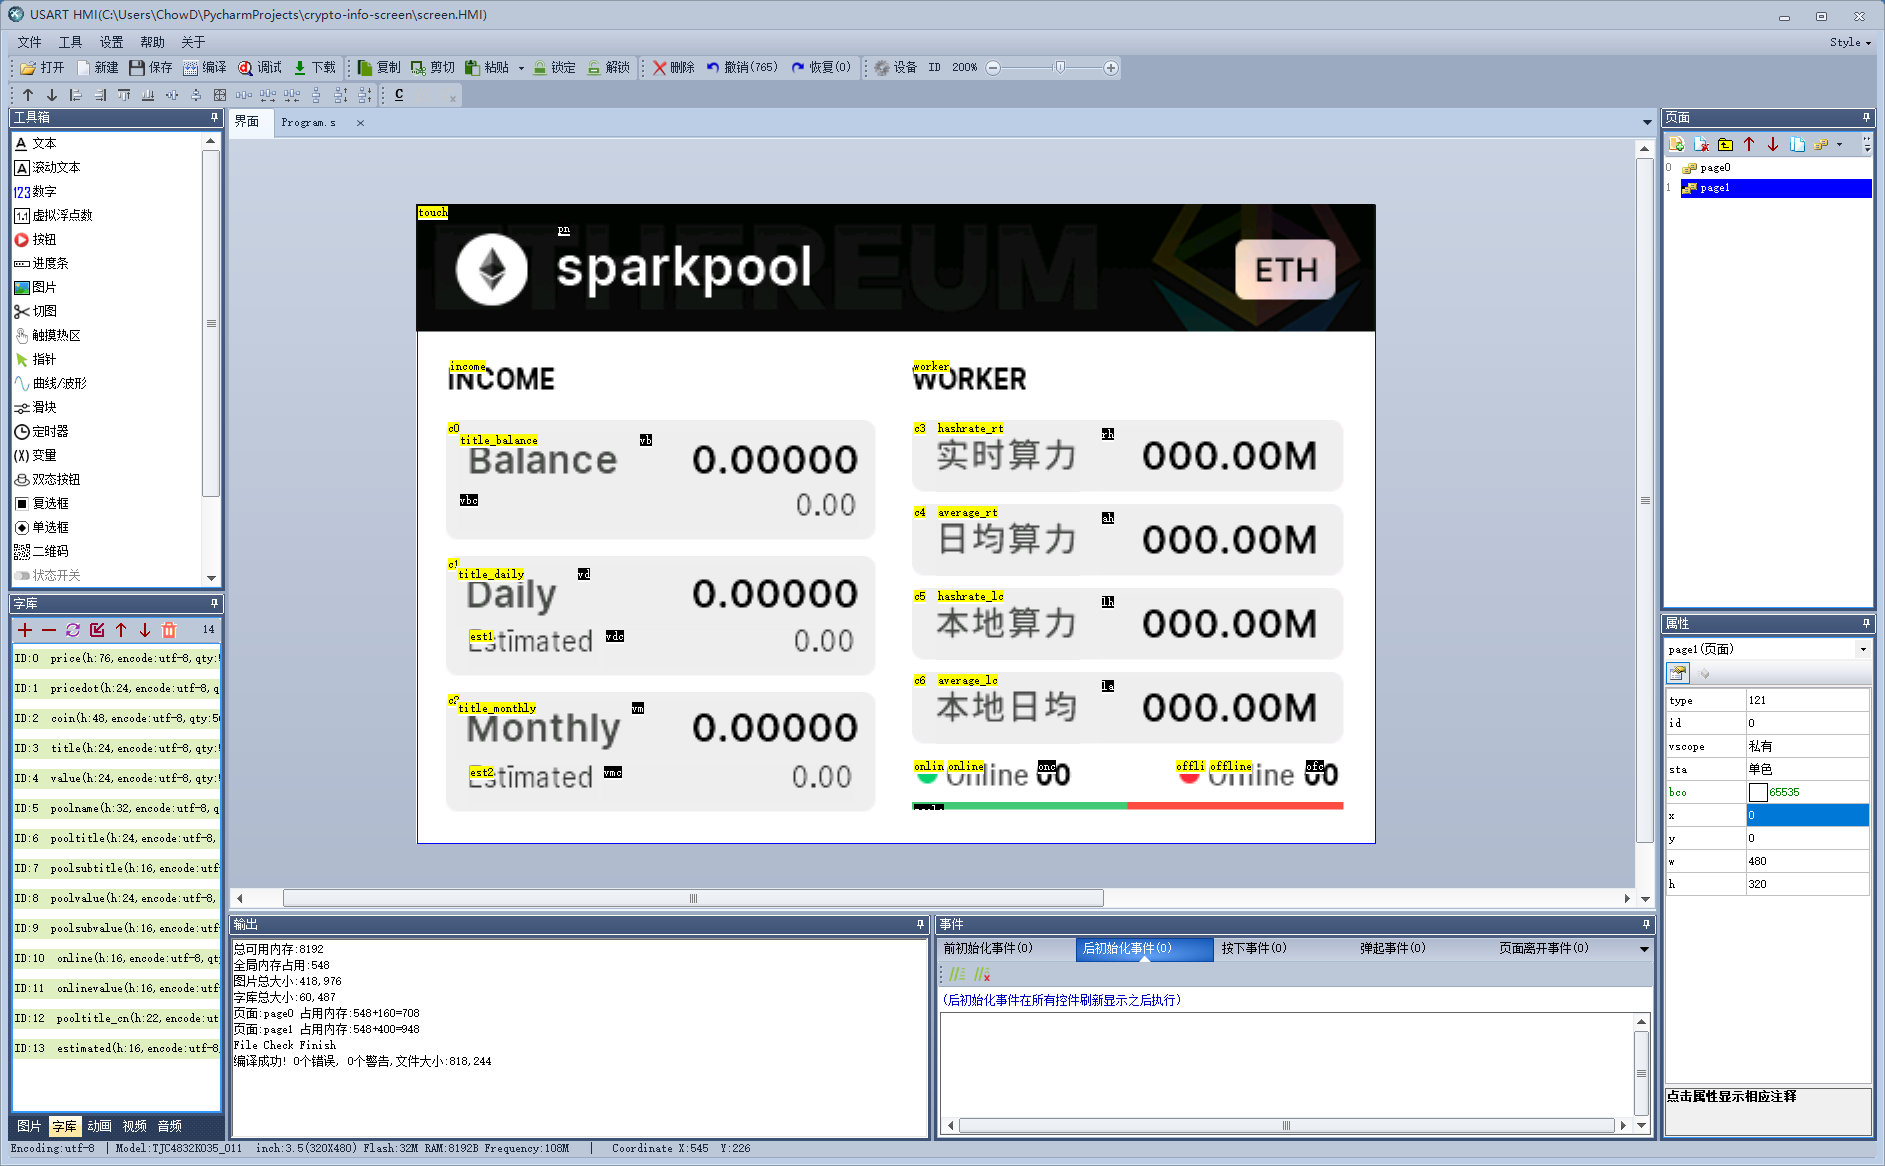 USART HMI(C:\Users\ChowD\PycharmProjects\crypto-info-screen\screen.HMI)
文件 工具 设置 帮助 关于
Style
打开 新建 保存 编译 调试 下载 复制 剪切 粘贴 锁定 解锁 删除 撤销(765) 恢复(0) 设备 ID 200%
C
工具箱
文本
滚动文本
数字
虚拟浮点数
按钮
进度条
图片
切图
触摸热区
指针
曲线/波形
滑块
定时器
变量
双态按钮
复选框
单选框
二维码
状态开关
字库
14
ID:0 price(h:76,encode:utf-8,qty:
ID:1 pricedot(h:24,encode:utf-8,q
ID:2 coin(h:48,encode:utf-8,qty:5
ID:3 title(h:24,encode:utf-8,qty:
ID:4 value(h:24,encode:utf-8,qty:
ID:5 poolname(h:32,encode:utf-8,
ID:6 pooltitle(h:24,encode:utf-8,
ID:7 poolsubtitle(h:16,encode:utf
ID:8 poolvalue(h:24,encode:utf-8,
ID:9 poolsubvalue(h:16,encode:utf
ID:10 online(h:16,encode:utf-8,qt
ID:11 onlinevalue(h:16,encode:utf
ID:12 pooltitle_cn(h:22,encode:ut
ID:13 estimated(h:16,encode:utf-8
图片 字库 动画 视频 音频
界面 Program.s
touch
pn
ETHEREUM
sparkpool
ETH
income
INCOME
c0 title_balance vb
Balance 0.00000
vbc
0.00
c1 title_daily vd
Daily 0.00000
est1 vdc
Estimated 0.00
c2 title_monthly vm
Monthly 0.00000
est2 vmc
Estimated 0.00
worker
WORKER
c3 hashrate_rt rh
实时算力 000.00M
c4 average_rt ah
日均算力 000.00M
c5 hashrate_lc lh
本地算力 000.00M
c6 average_lc la
本地日均 000.00M
onlin online onc offli offline ofc
Online 00 Offline 00
输出
总可用内存:8192
全局内存占用:548
图片总大小:418,976
字库总大小:60,487
页面:page0 占用内存:548+160=708
页面:page1 占用内存:548+400=948
File Check Finish
编译成功! 0个错误, 0个警告,文件大小:818,244
事件
前初始化事件(0) 后初始化事件(0) 按下事件(0) 弹起事件(0) 页面离开事件(0)
(后初始化事件在所有控件刷新显示之后执行)
页面
0 page0
1 page1
属性
page1(页面)
type 121
id 0
vscope 私有
sta 单色
bco 65535
x 0
y 0
w 480
h 320
点击属性显示相应注释
Encoding:utf-8 | Model:TJC4832K035_011 inch:3.5(320X480) Flash:32M RAM:8192B Frequency:108M | Coordinate X:545 Y:226